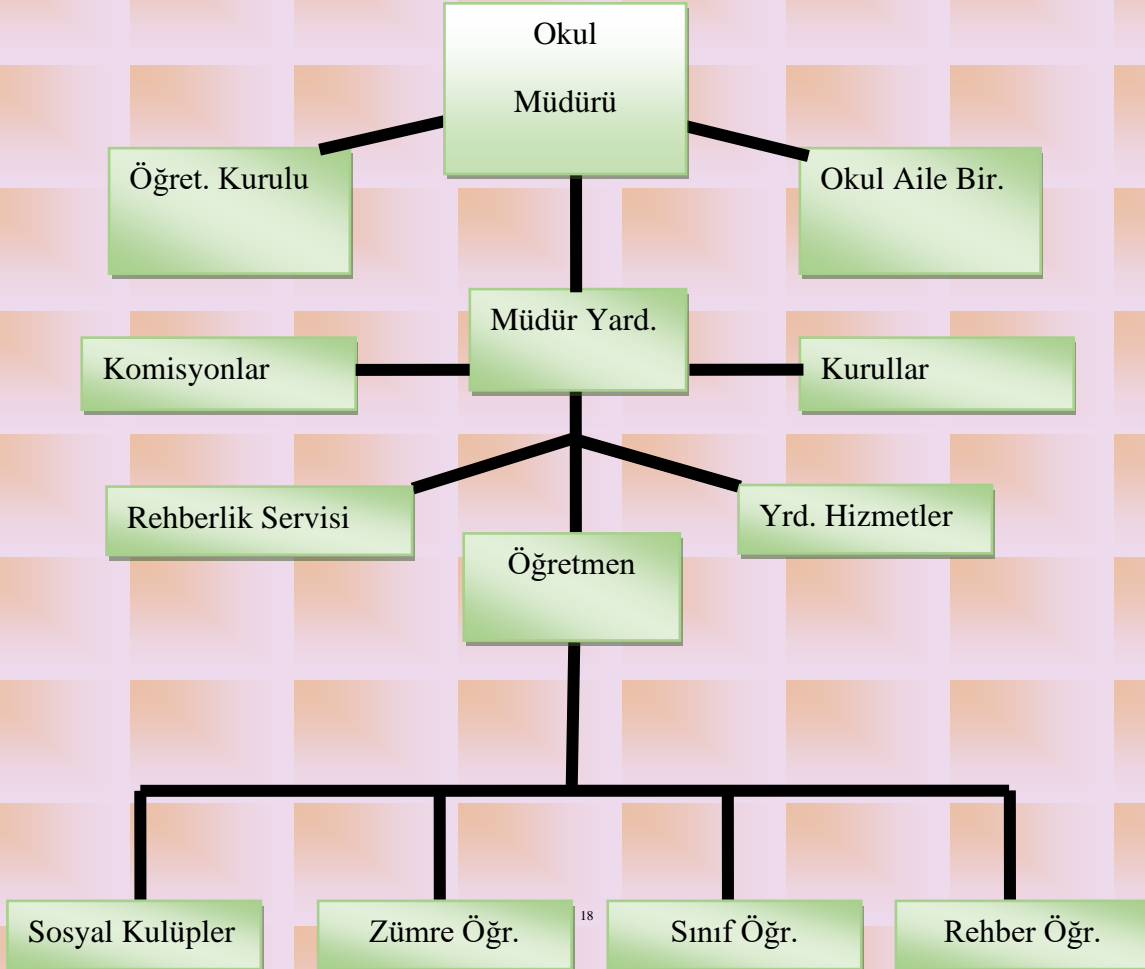 Okul
Müdürü
Öğret. Kurulu
Okul Aile Bir.
Müdür Yard.
Komisyonlar
Kurullar
Rehberlik Servisi
Yrd. Hizmetler
Öğretmen
Sosyal Kulüpler
Zümre Öğr.
18
Sınıf Öğr.
Rehber Öğr.